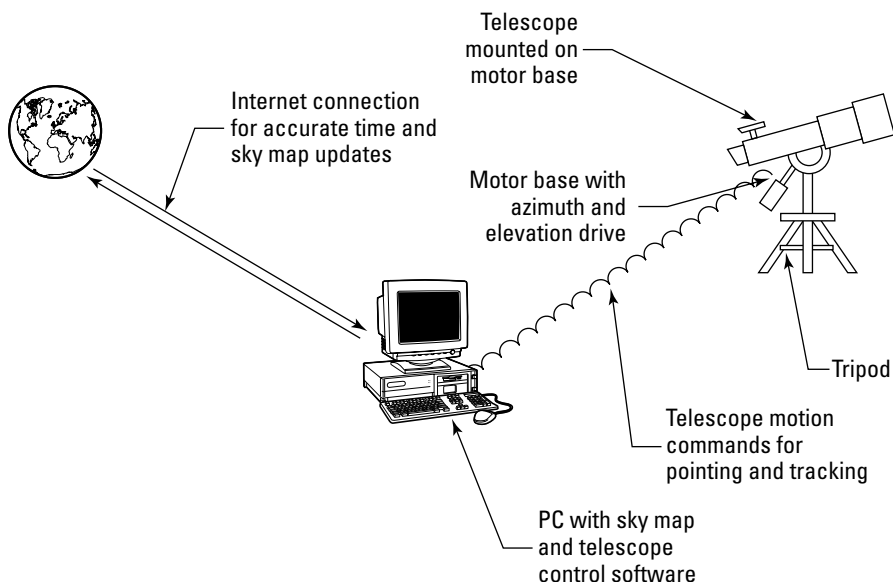 Telescope
mounted on
motor base
Internet connection
for accurate time and
sky map updates
Motor base with
azimuth and
elevation drive
Tripod
Telescope motion
commands for
pointing and tracking
PC with sky map
and telescope
control software